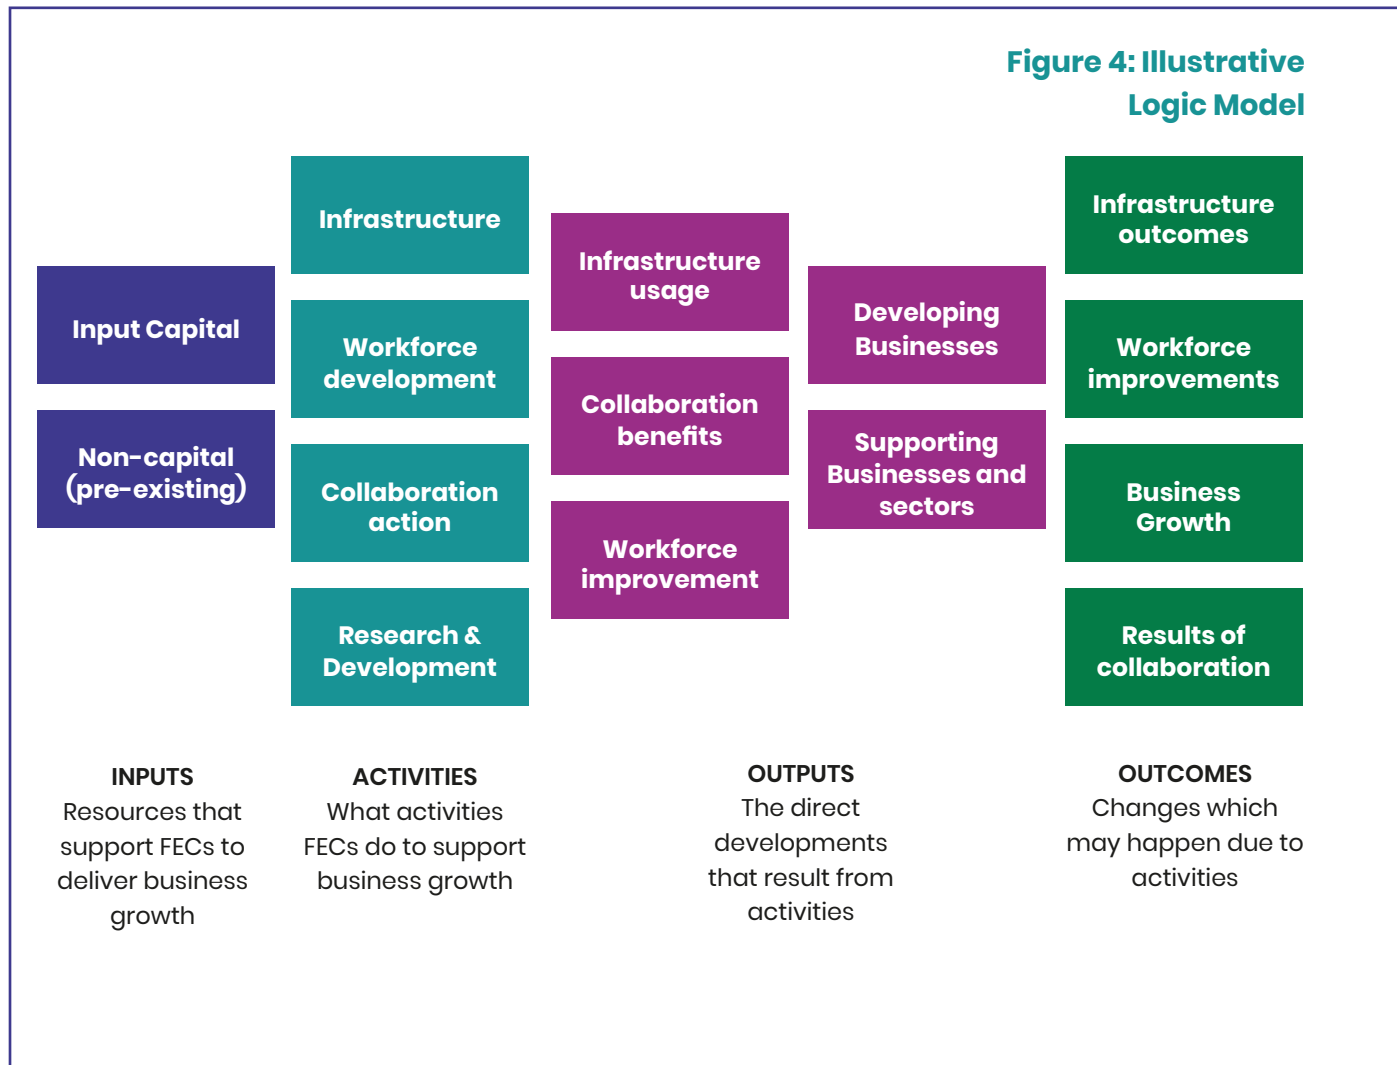 Figure 4: Illustrative
Logic Model
Input Capital
Non-capital
(pre-existing)
Infrastructure
Workforce
development
Collaboration
action
Research &
Development
Infrastructure
usage
Collaboration
benefits
Workforce
improvement
Developing
Businesses
Supporting
Businesses and
sectors
Infrastructure
outcomes
Workforce
improvements
Business
Growth
Results of
collaboration
INPUTS
Resources that
support FECs to
deliver business
growth
ACTIVITIES
What activities
FECs do to support
business growth
OUTPUTS
The direct
developments
that result from
activities
OUTCOMES
Changes which
may happen due to
activities